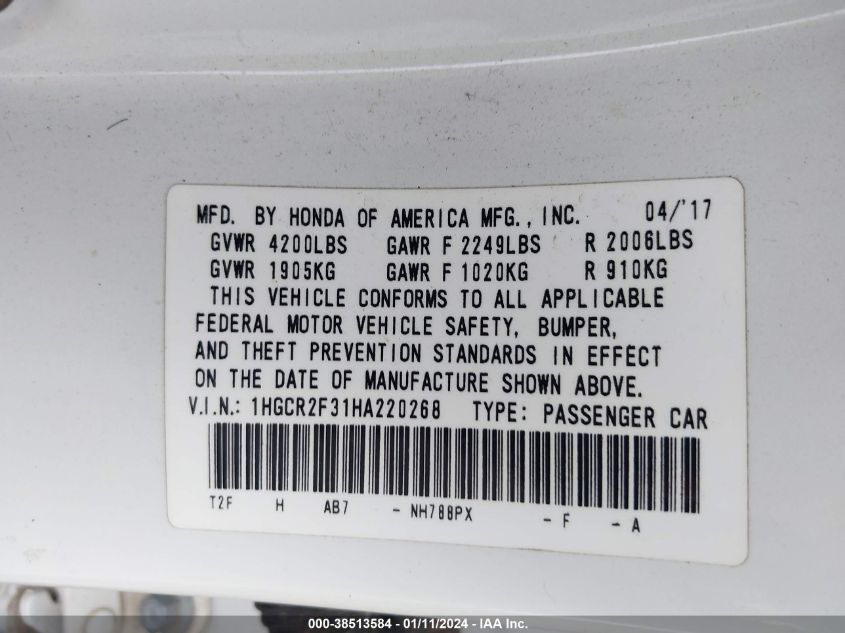 MFD. BY HONDA OF AMERICA MFG., INC. 04/'17
GVWR 4200LBS GAWR F 2249LBS R 2006LBS
GVWR 1905KG GAWR F 1020KG R 910KG
THIS VEHICLE CONFORMS TO ALL APPLICABLE
FEDERAL MOTOR VEHICLE SAFETY, BUMPER,
AND THEFT PREVENTION STANDARDS IN EFFECT
ON THE DATE OF MANUFACTURE SHOWN ABOVE.
V.I.N.: 1HGCR2F31HA220268 TYPE: PASSENGER CAR
T2F H AB7 - NH788PX - F - A
000-38513584 - 01/11/2024 - IAA Inc.